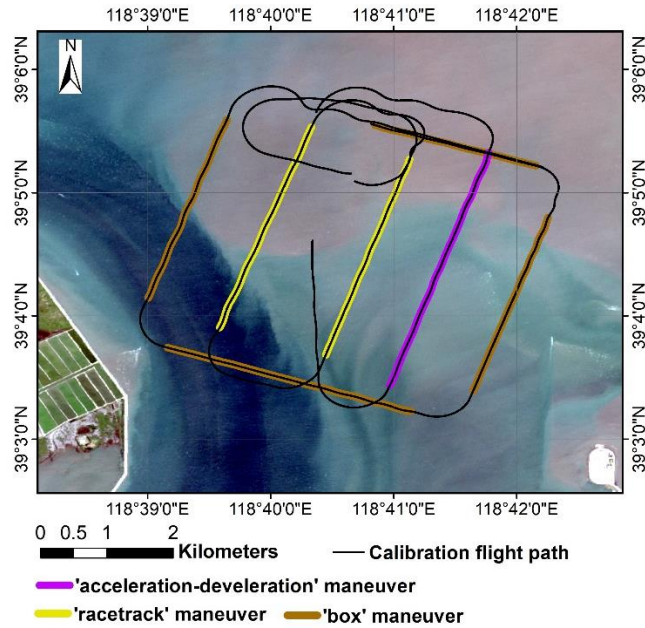 118°39'0"E 118°40'0"E 118°41'0"E 118°42'0"E
N
39°6'0"N 39°6'0"N
39°5'0"N 39°5'0"N
39°4'0"N 39°4'0"N
39°3'0"N 39°3'0"N
118°39'0"E 118°40'0"E 118°41'0"E 118°42'0"E
0 0.5 1 2
Kilometers Calibration flight path
'acceleration-develeration' maneuver
'racetrack' maneuver 'box' maneuver